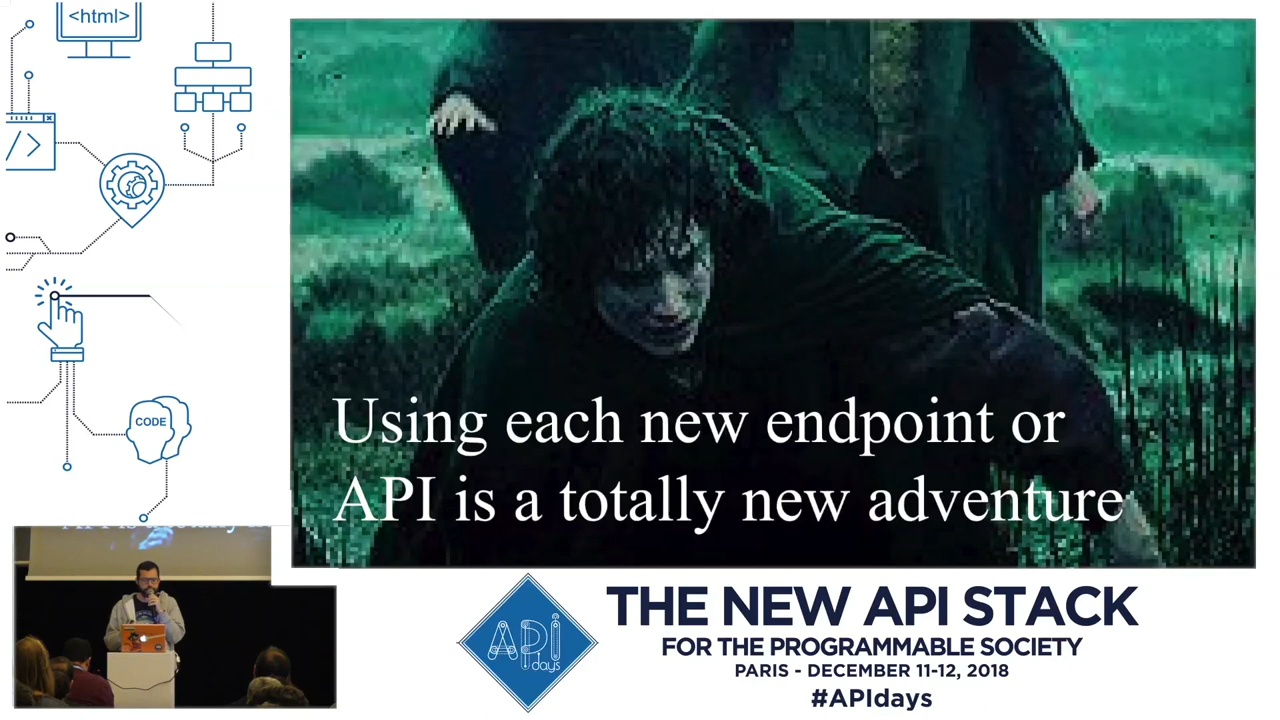 <html>
</>
CODE
Using each new endpoint or
API is a totally new adventure
API
days
THE NEW API STACK
FOR THE PROGRAMMABLE SOCIETY
PARIS - DECEMBER 11-12, 2018
#APIdays